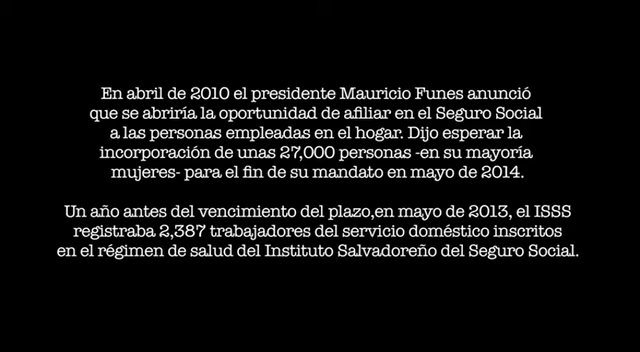 En abril de 2010 el presidente Mauricio Funes anunció
que se abriría la oportunidad de afiliar en el Seguro Social
a las personas empleadas en el hogar. Dijo esperar la
incorporación de unas 27,000 personas -en su mayoría
mujeres- para el fin de su mandato en mayo de 2014.
Un año antes del vencimiento del plazo,en mayo de 2013, el ISSS
registraba 2,387 trabajadores del servicio doméstico inscritos
en el régimen de salud del Instituto Salvadoreño del Seguro Social.